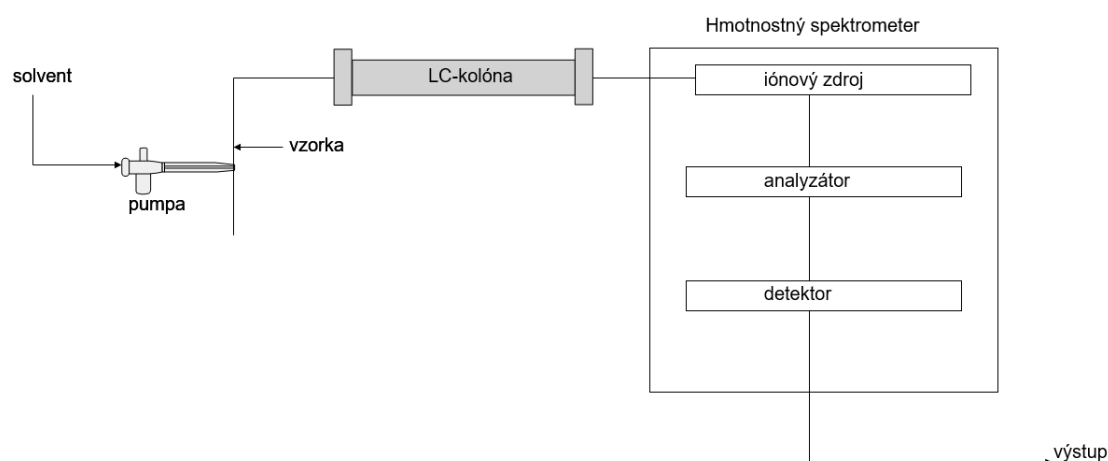 Hmotnostný spektrometer
solvent
LC-kolóna
iónový zdroj
vzorka
pumpa
analyzátor
detektor
výstup